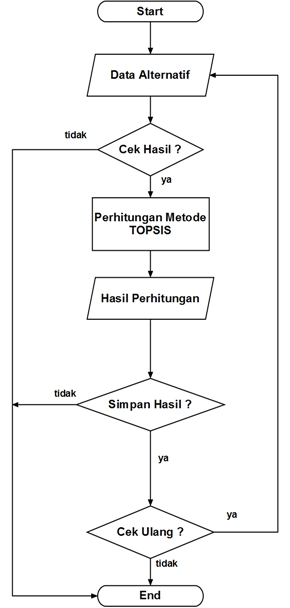 Start
Data Alternatif
tidak
Cek Hasil ?
ya
Perhitungan Metode
TOPSIS
Hasil Perhitungan
tidak
Simpan Hasil ?
ya
Cek Ulang ?
ya
tidak
End